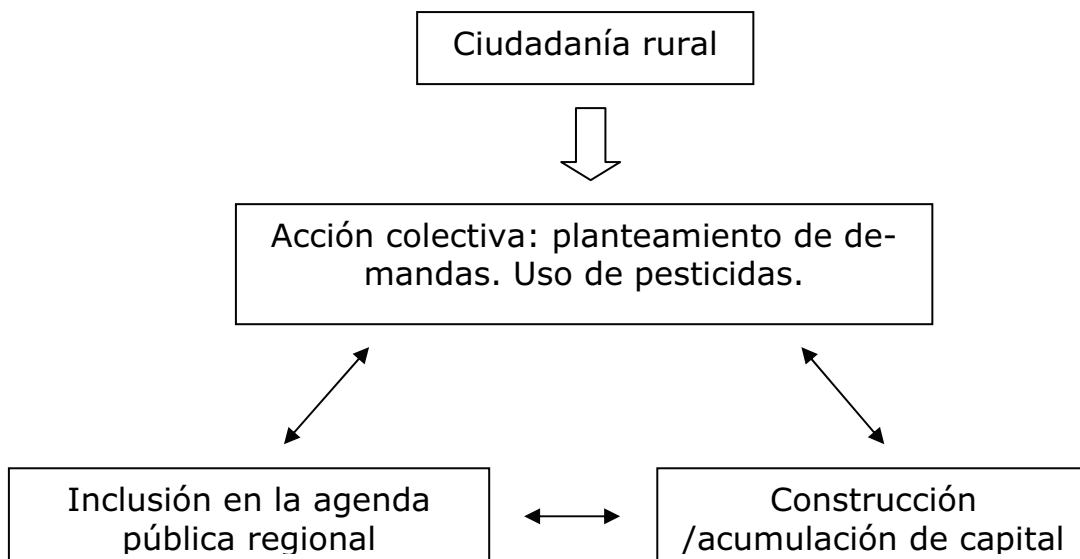 Ciudadanía rural
Acción colectiva: planteamiento de de-
mandas. Uso de pesticidas.
Inclusión en la agenda
pública regional
Construcción
/acumulación de capital